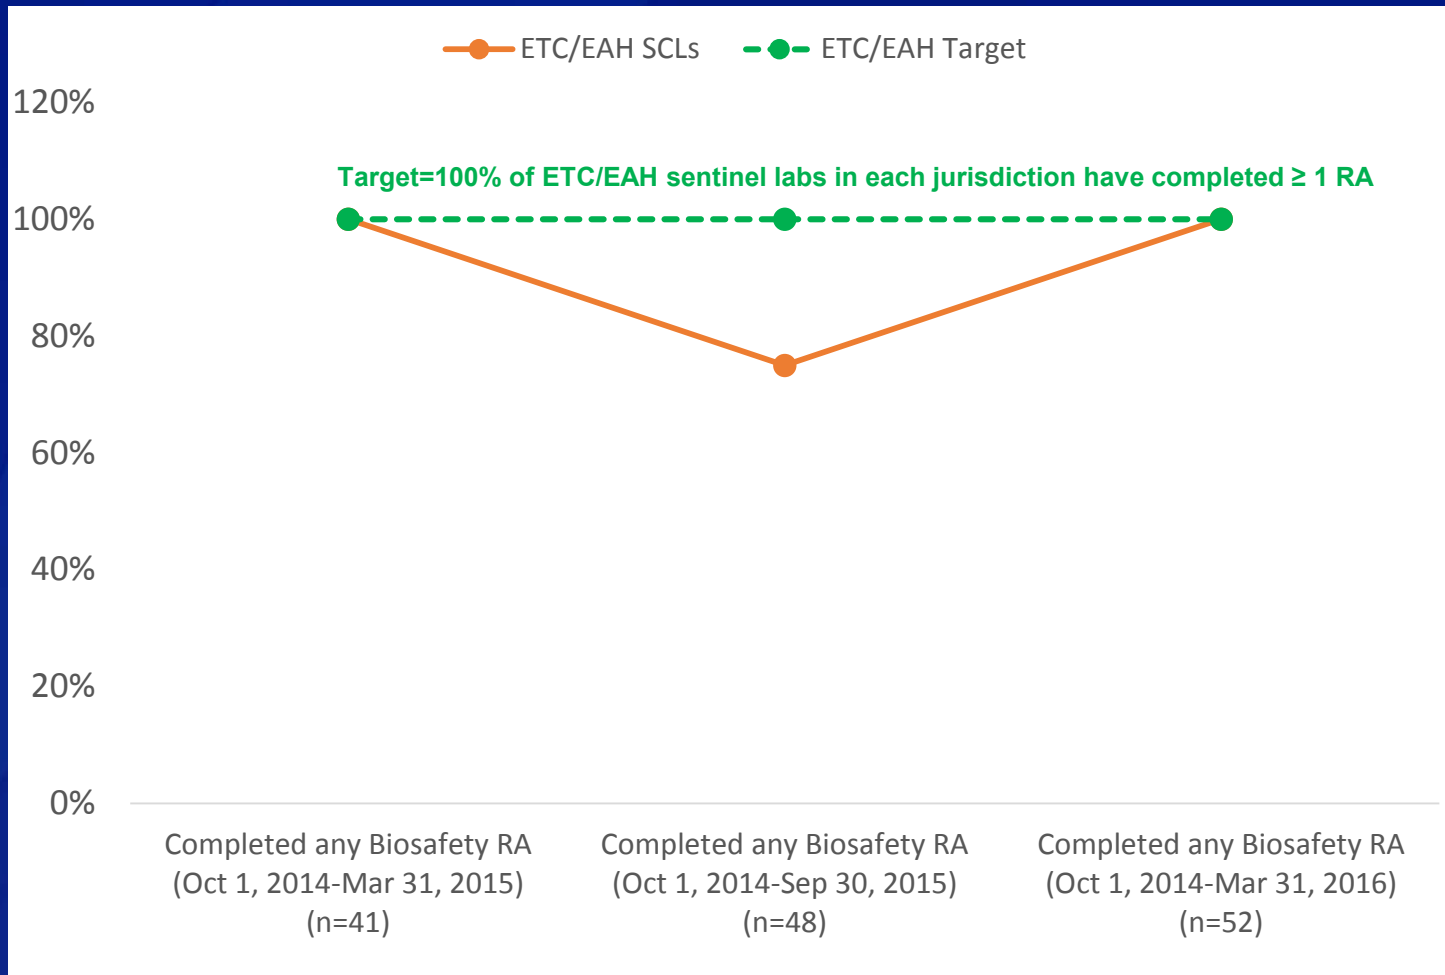 ETC/EAH SCLs
ETC/EAH Target
120%
Target=100% of ETC/EAH sentinel labs in each jurisdiction have completed ≥ 1 RA
100%
80%
60%
40%
20%
0%
Completed any Biosafety RA
(Oct 1, 2014-Mar 31, 2015)
(n=41)
Completed any Biosafety RA
(Oct 1, 2014-Sep 30, 2015)
(n=48)
Completed any Biosafety RA
(Oct 1, 2014-Mar 31, 2016)
(n=52)